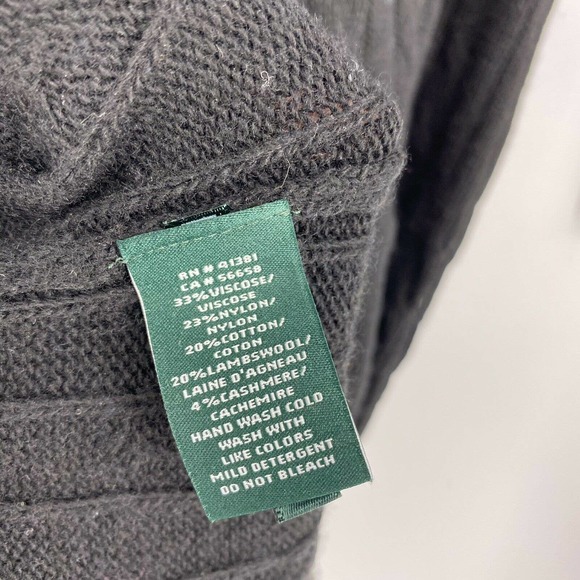 RN # 41381
CA # 56658
33%VISCOSE/
VISCOSE
23%NYLON/
NYLON
20%COTTON/
COTON
20%LAMBSWOOL/
LAINE D'AGNEAU
4%CASHMERE/
CACHEMIRE
HAND WASH COLD
WASH WITH
LIKE COLORS
MILD DETERGENT
DO NOT BLEACH